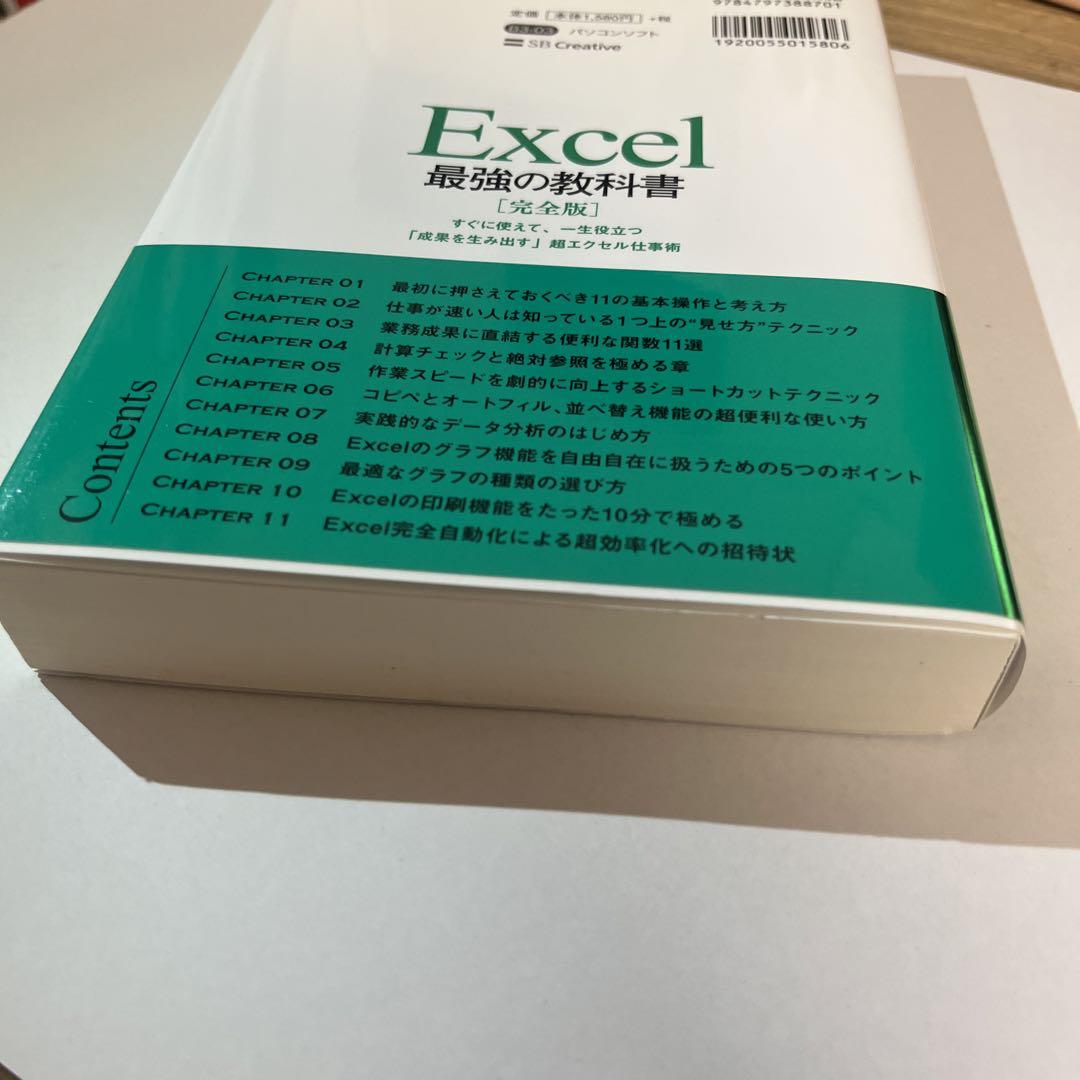 9784797388701
定価 本体1,580円 +税
1920055015806
03-03 パソコンソフト
SB Creative
Excel
最強の教科書
[完全版]
すぐに使えて、一生役立つ
「成果を生み出す」超エクセル仕事術
Contents
CHAPTER 01 最初に押さえておくべき11の基本操作と考え方
CHAPTER 02 仕事が速い人は知っている1つ上の"見せ方"テクニック
CHAPTER 03 業務成果に直結する便利な関数11選
CHAPTER 04 計算チェックと絶対参照を極める章
CHAPTER 05 作業スピードを劇的に向上するショートカットテクニック
CHAPTER 06 コピペとオートフィル、並べ替え機能の超便利な使い方
CHAPTER 07 実践的なデータ分析のはじめ方
CHAPTER 08 Excelのグラフ機能を自由自在に扱うための5つのポイント
CHAPTER 09 最適なグラフの種類の選び方
CHAPTER 10 Excelの印刷機能をたった10分で極める
CHAPTER 11 Excel完全自動化による超効率化への招待状